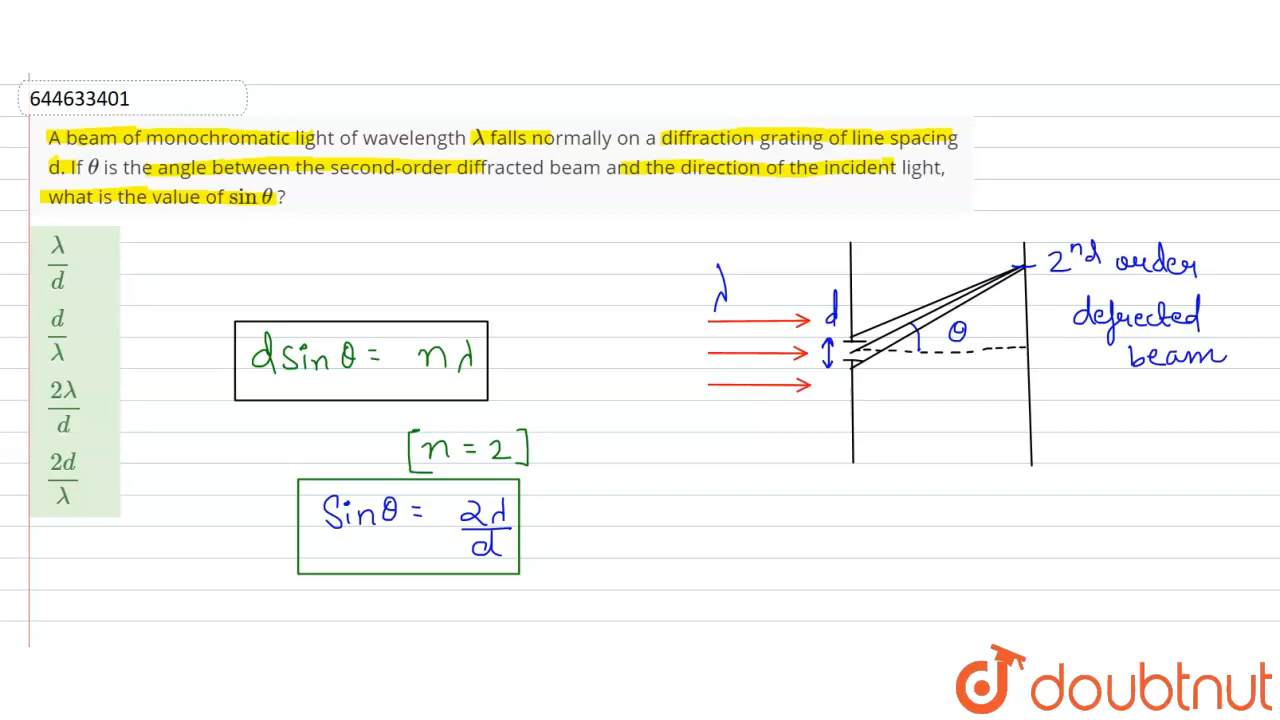 644633401
A beam of monochromatic light of wavelength λ falls normally on a diffraction grating of line spacing
d. If θ is the angle between the second-order diffracted beam and the direction of the incident light,
what is the value of sin θ ?
λ/d
d/λ
2λ/d
2d/λ
d sin θ = nλ
[n = 2]
Sin θ = 2λ/d
λ
d
θ
2nd order
defrected
beam
doubtnut